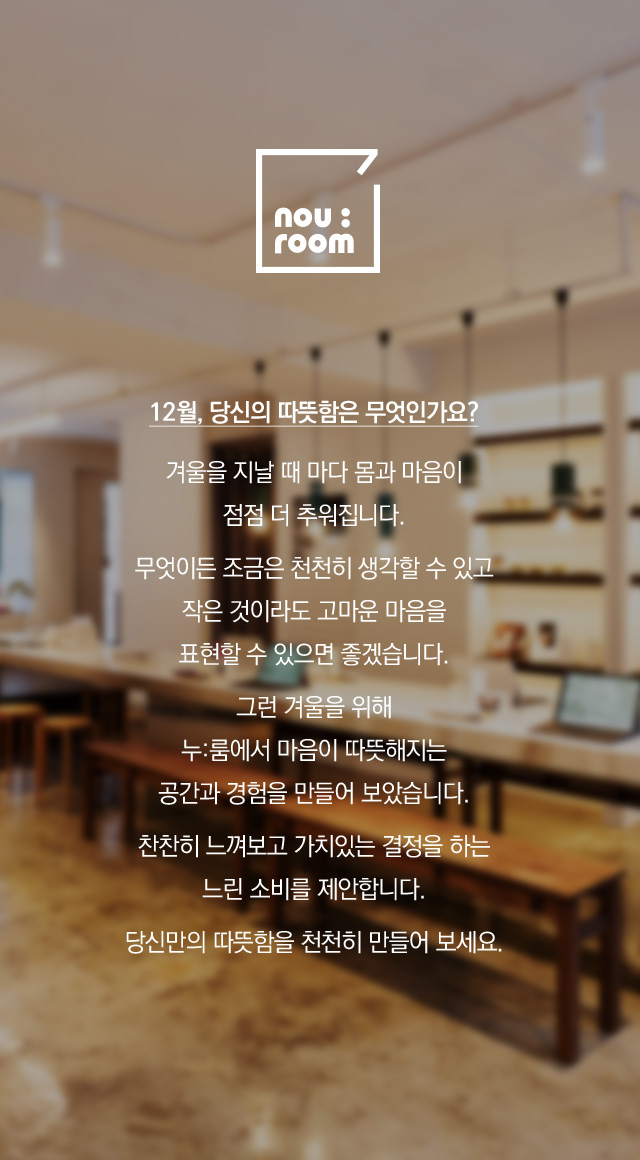 nou :
room
12월, 당신의 따뜻함은 무엇인가요?
겨울을 지날 때 마다 몸과 마음이
점점 더 추워집니다.
무엇이든 조금은 천천히 생각할 수 있고
작은 것이라도 고마운 마음을
표현할 수 있으면 좋겠습니다.
그런 겨울을 위해
누:룸에서 마음이 따뜻해지는
공간과 경험을 만들어 보았습니다.
찬찬히 느껴보고 가치있는 결정을 하는
느린 소비를 제안합니다.
당신만의 따뜻함을 천천히 만들어 보세요.